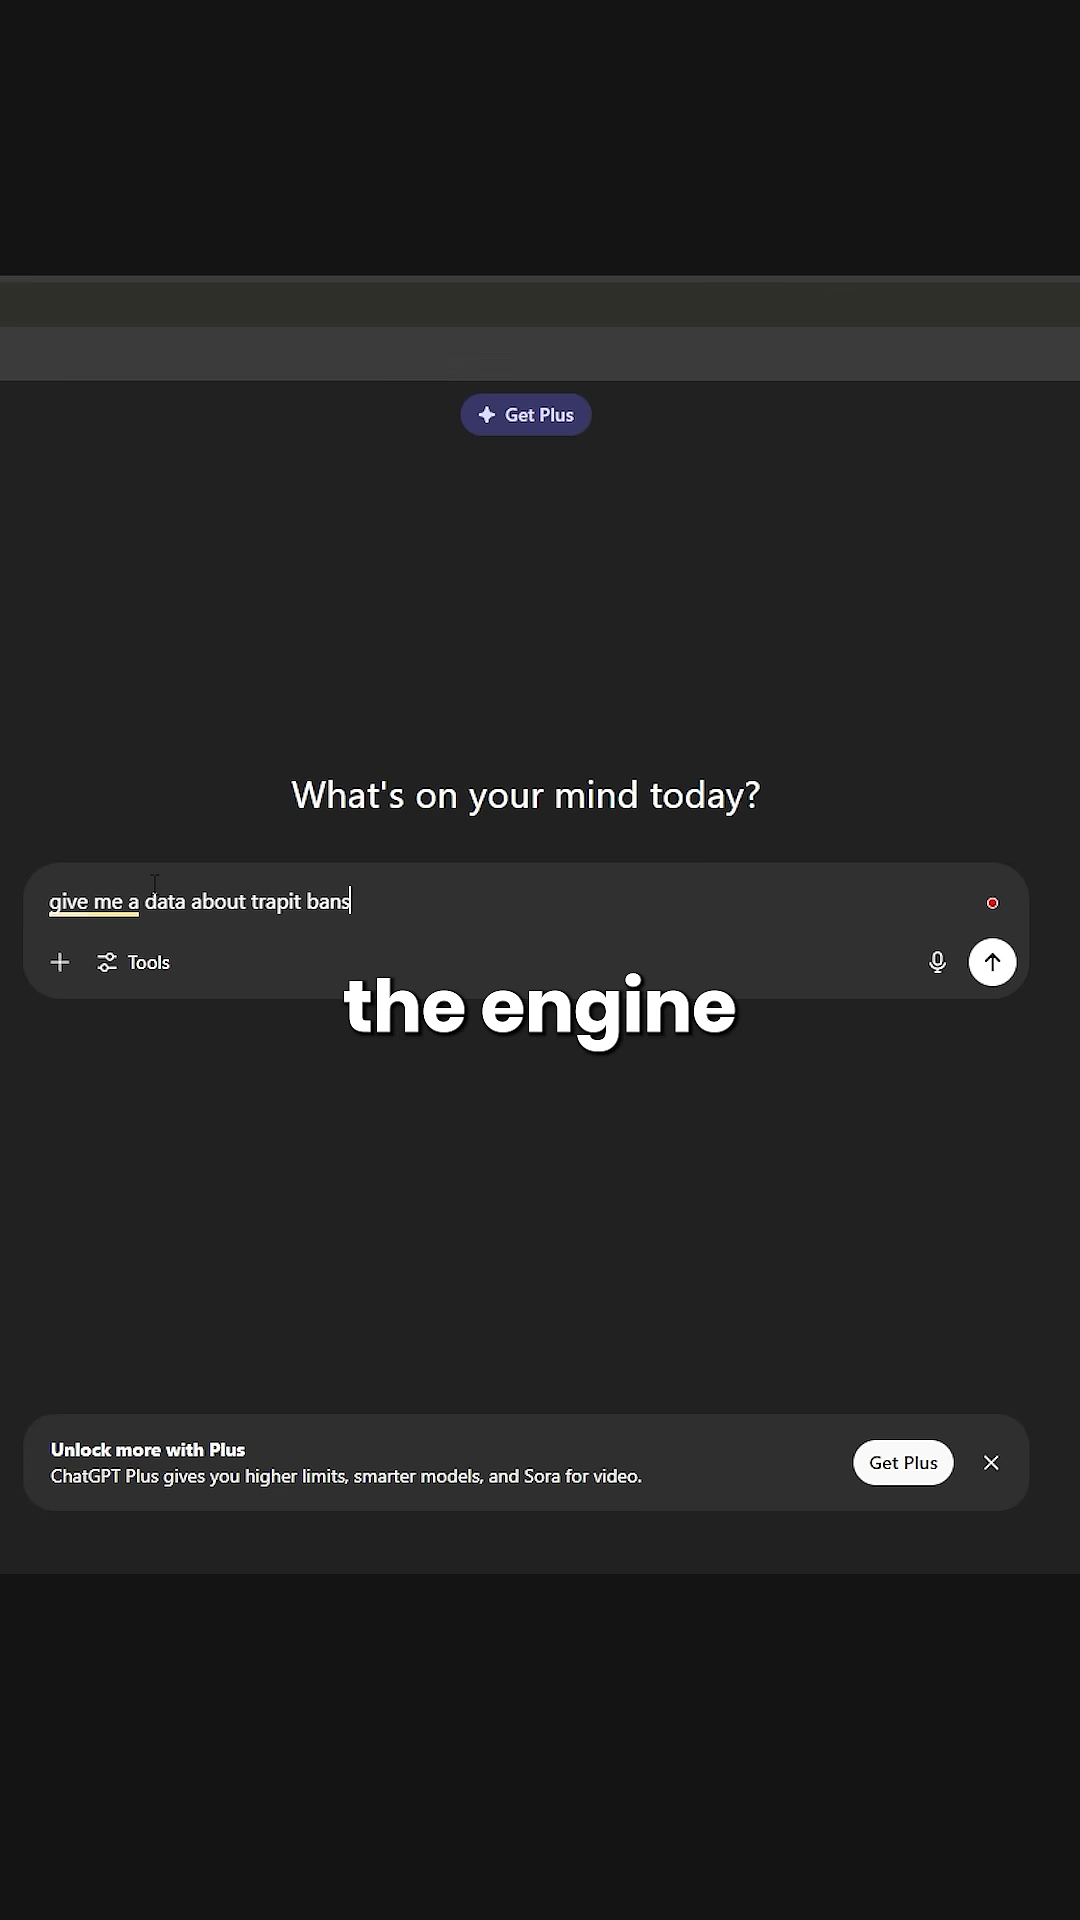 Get Plus
What's on your mind today?
give me a data about trapit bans
Tools
the engine
Unlock more with Plus
ChatGPT Plus gives you higher limits, smarter models, and Sora for video.
Get Plus